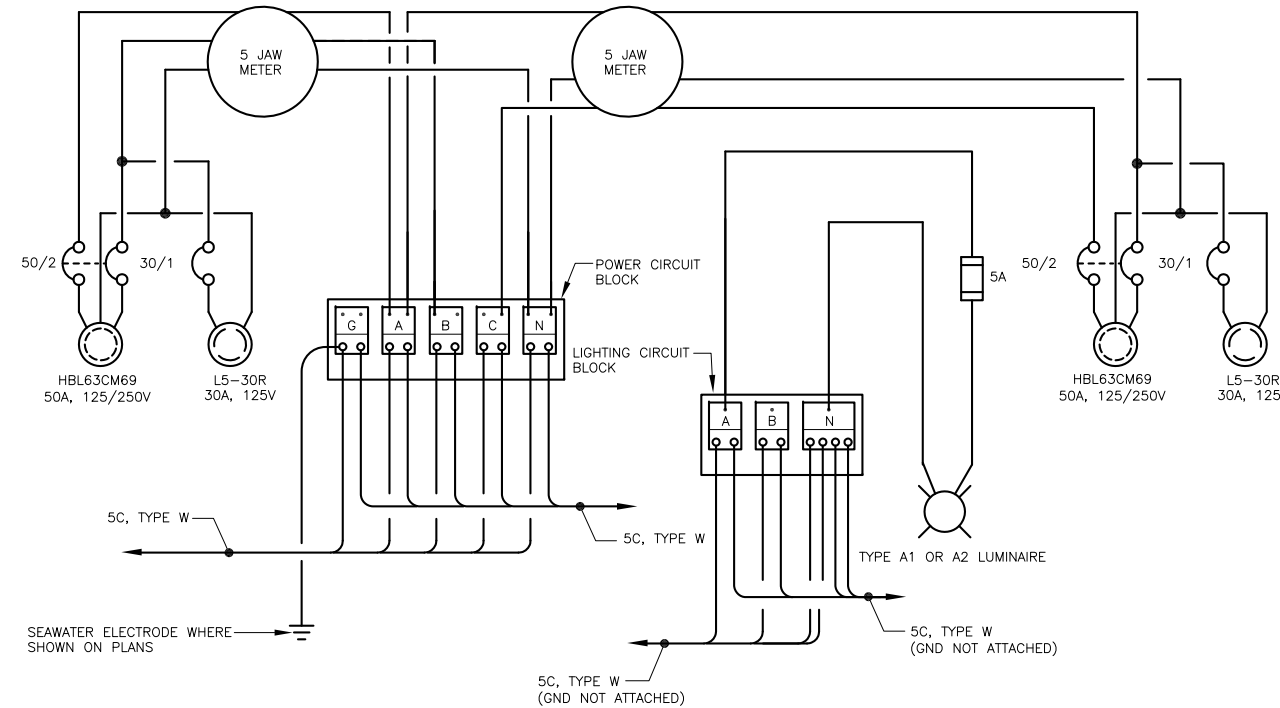 5 JAW
METER
5 JAW
METER
50/2
30/1
POWER CIRCUIT
BLOCK
5A
50/2
30/1
G
A
B
C
N
LIGHTING CIRCUIT
BLOCK
HBL63CM69
50A, 125/250V
L5-30R
30A, 125V
HBL63CM69
50A, 125/250V
L5-30R
30A, 125
A
B
N
5C, TYPE W
5C, TYPE W
TYPE A1 OR A2 LUMINAIRE
SEAWATER ELECTRODE WHERE
SHOWN ON PLANS
5C, TYPE W
(GND NOT ATTACHED)
5C, TYPE W
(GND NOT ATTACHED)